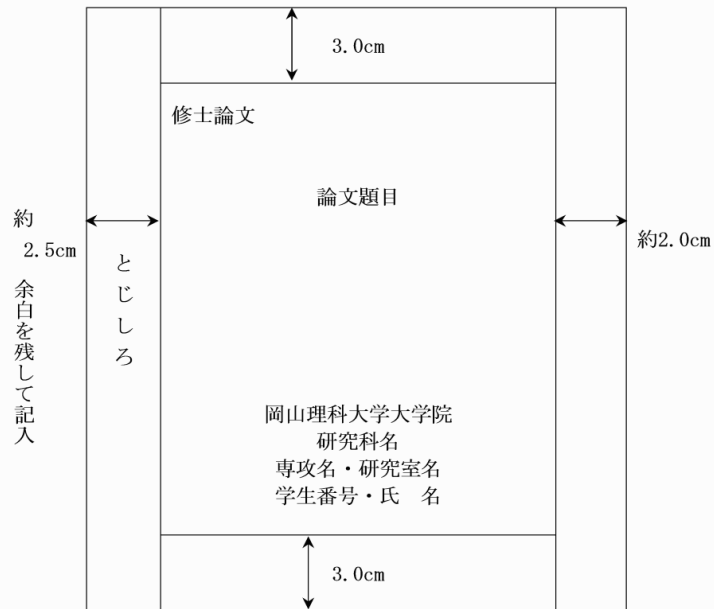 3.0cm
修士論文
論文題目
約
2.5cm
余白を残して記入
とじしろ
約2.0cm
岡山理科大学大学院
研究科名
専攻名・研究室名
学生番号・氏　名
3.0cm